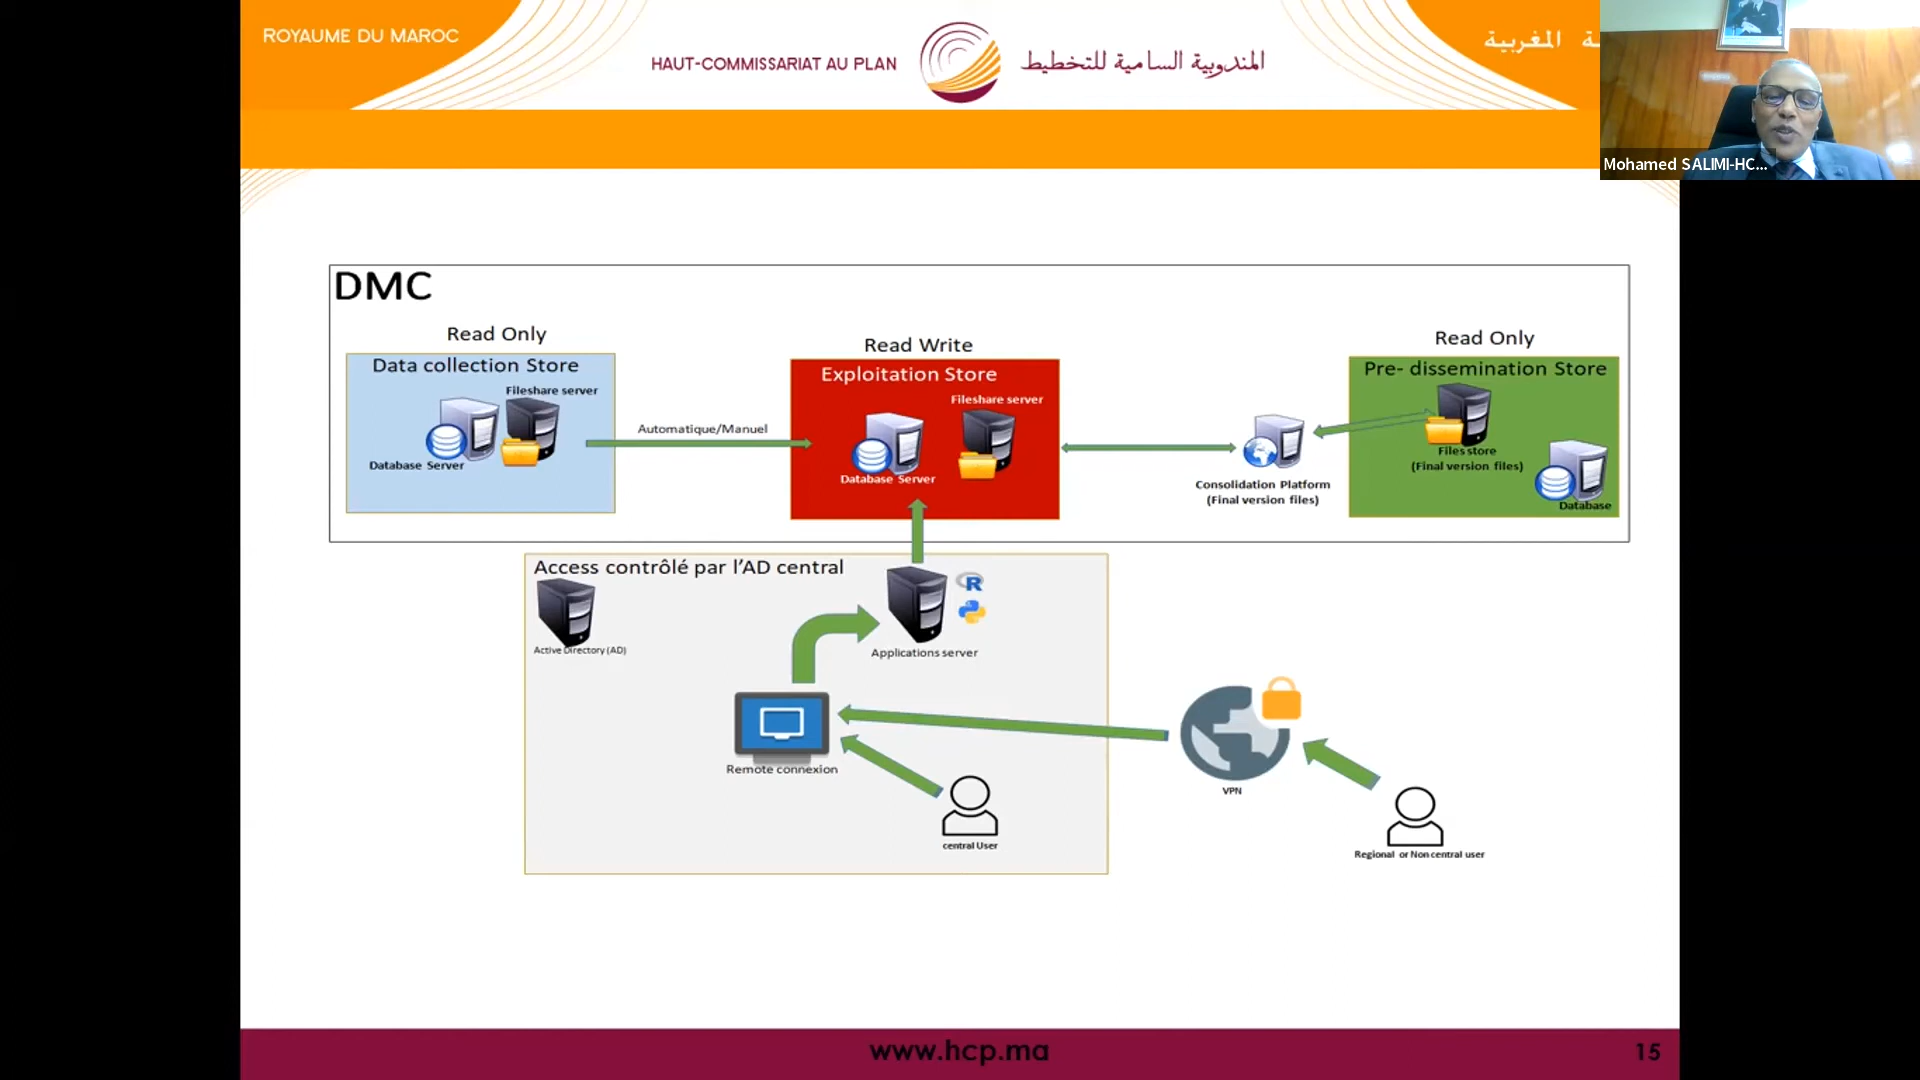 ROYAUME DU MAROC
HAUT-COMMISSARIAT AU PLAN
المندوبية السامية للتخطيط
المغربية
Mohamed SALIMI-HC...
DMC
Read Only
Data collection Store
Fileshare server
Database Server
Automatique/Manuel
Read Write
Exploitation Store
Fileshare server
Database Server
Consolidation Platform
(Final version files)
Read Only
Pre- dissemination Store
Files store
(Final version files)
Database
Access contrôlé par l’AD central
Active Directory (AD)
R
Applications server
Remote connexion
central User
VPN
Regional or Non central user
www.hcp.ma
15